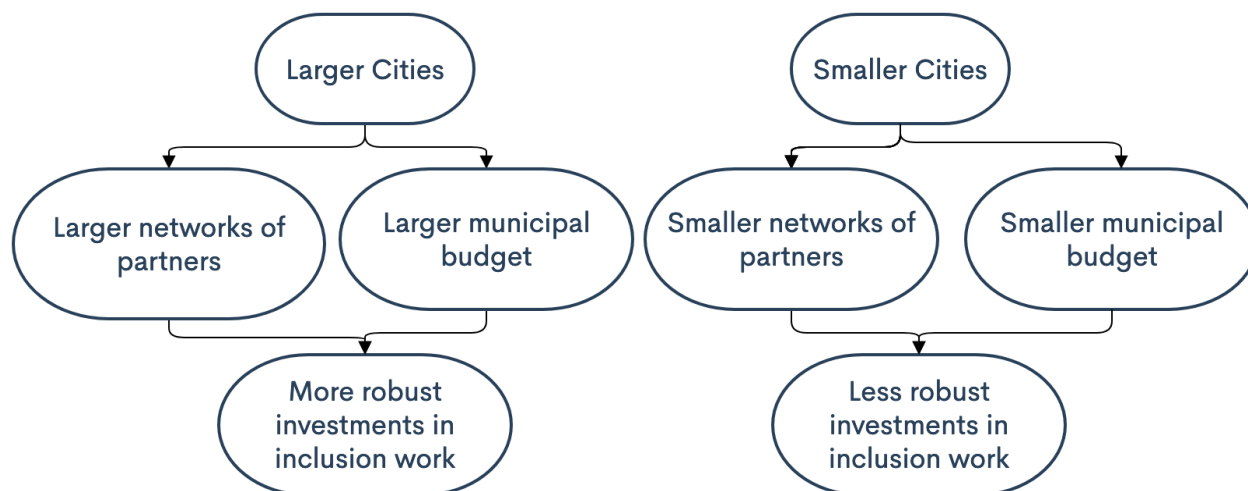 Larger Cities
Larger networks of
partners
Larger municipal
budget
More robust
investments in
inclusion work
Smaller Cities
Smaller networks of
partners
Smaller municipal
budget
Less robust
investments in
inclusion work